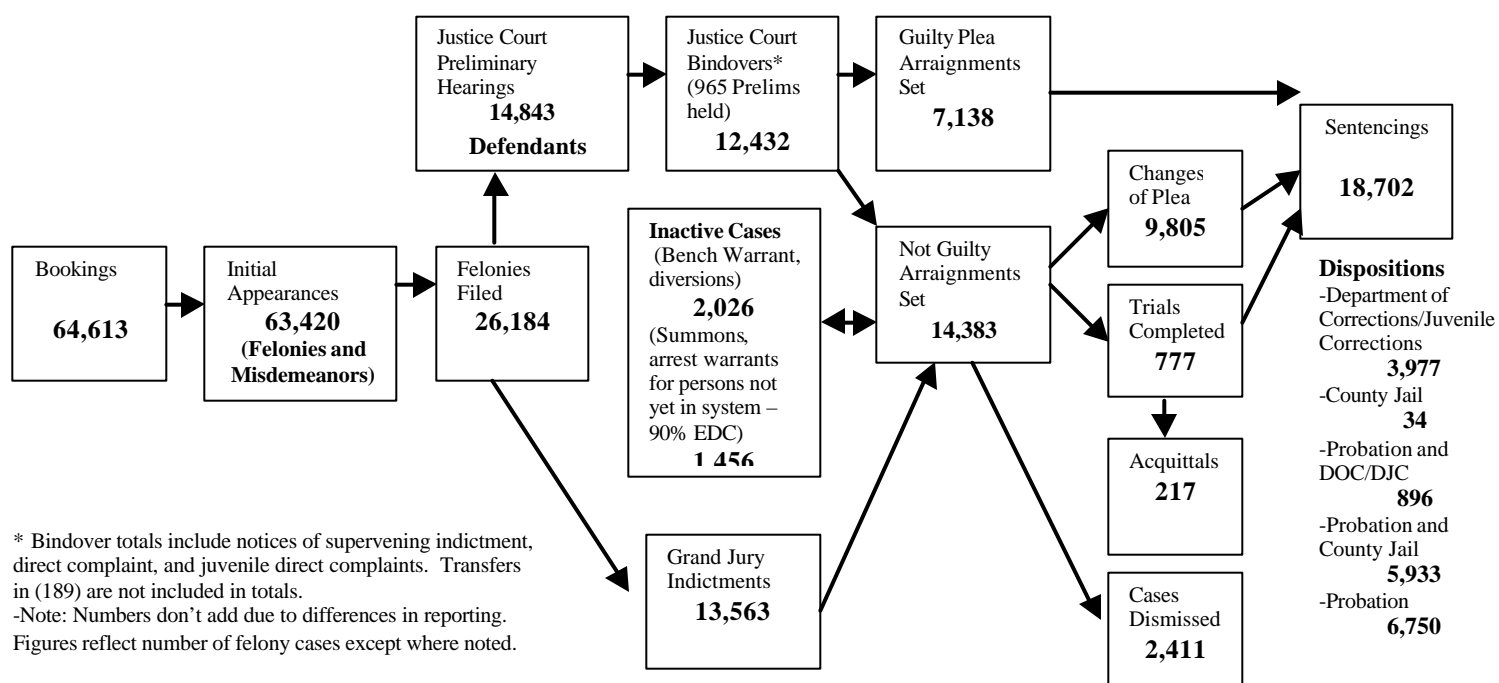 Bookings
64,613
Initial
Appearances
63,420
(Felonies and
Misdemeanors)
Felonies
Filed
26,184
Justice Court
Preliminary
Hearings
14,843
Defendants
Justice Court
Bindovers*
(965 Prelims
held)
12,432
Guilty Plea
Arraignments
Set
7,138
Inactive Cases
(Bench Warrant,
diversions)
2,026
(Summons,
arrest warrants
for persons not
yet in system –
90% EDC)
1,456
Not Guilty
Arraignments
Set
14,383
Grand Jury
Indictments
13,563
Changes
of Plea
9,805
Trials
Completed
777
Acquittals
217
Cases
Dismissed
2,411
Sentencings
18,702
Dispositions
-Department of
Corrections/Juvenile
Corrections
3,977
-County Jail
34
-Probation and
DOC/DJC
896
-Probation and
County Jail
5,933
-Probation
6,750
* Bindover totals include notices of supervening indictment,
direct complaint, and juvenile direct complaints. Transfers
in (189) are not included in totals.
-Note: Numbers don’t add due to differences in reporting.
Figures reflect number of felony cases except where noted.